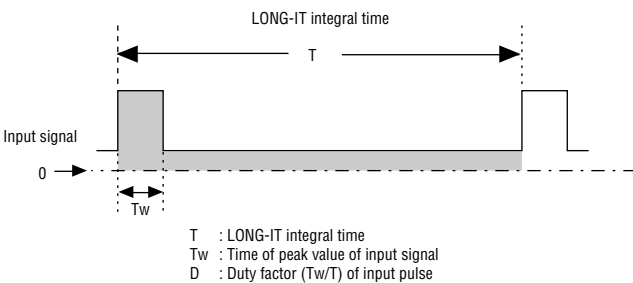 LONG-IT integral time
T
Input signal
0
Tw
T : LONG-IT integral time
Tw : Time of peak value of input signal
D : Duty factor (Tw/T) of input pulse